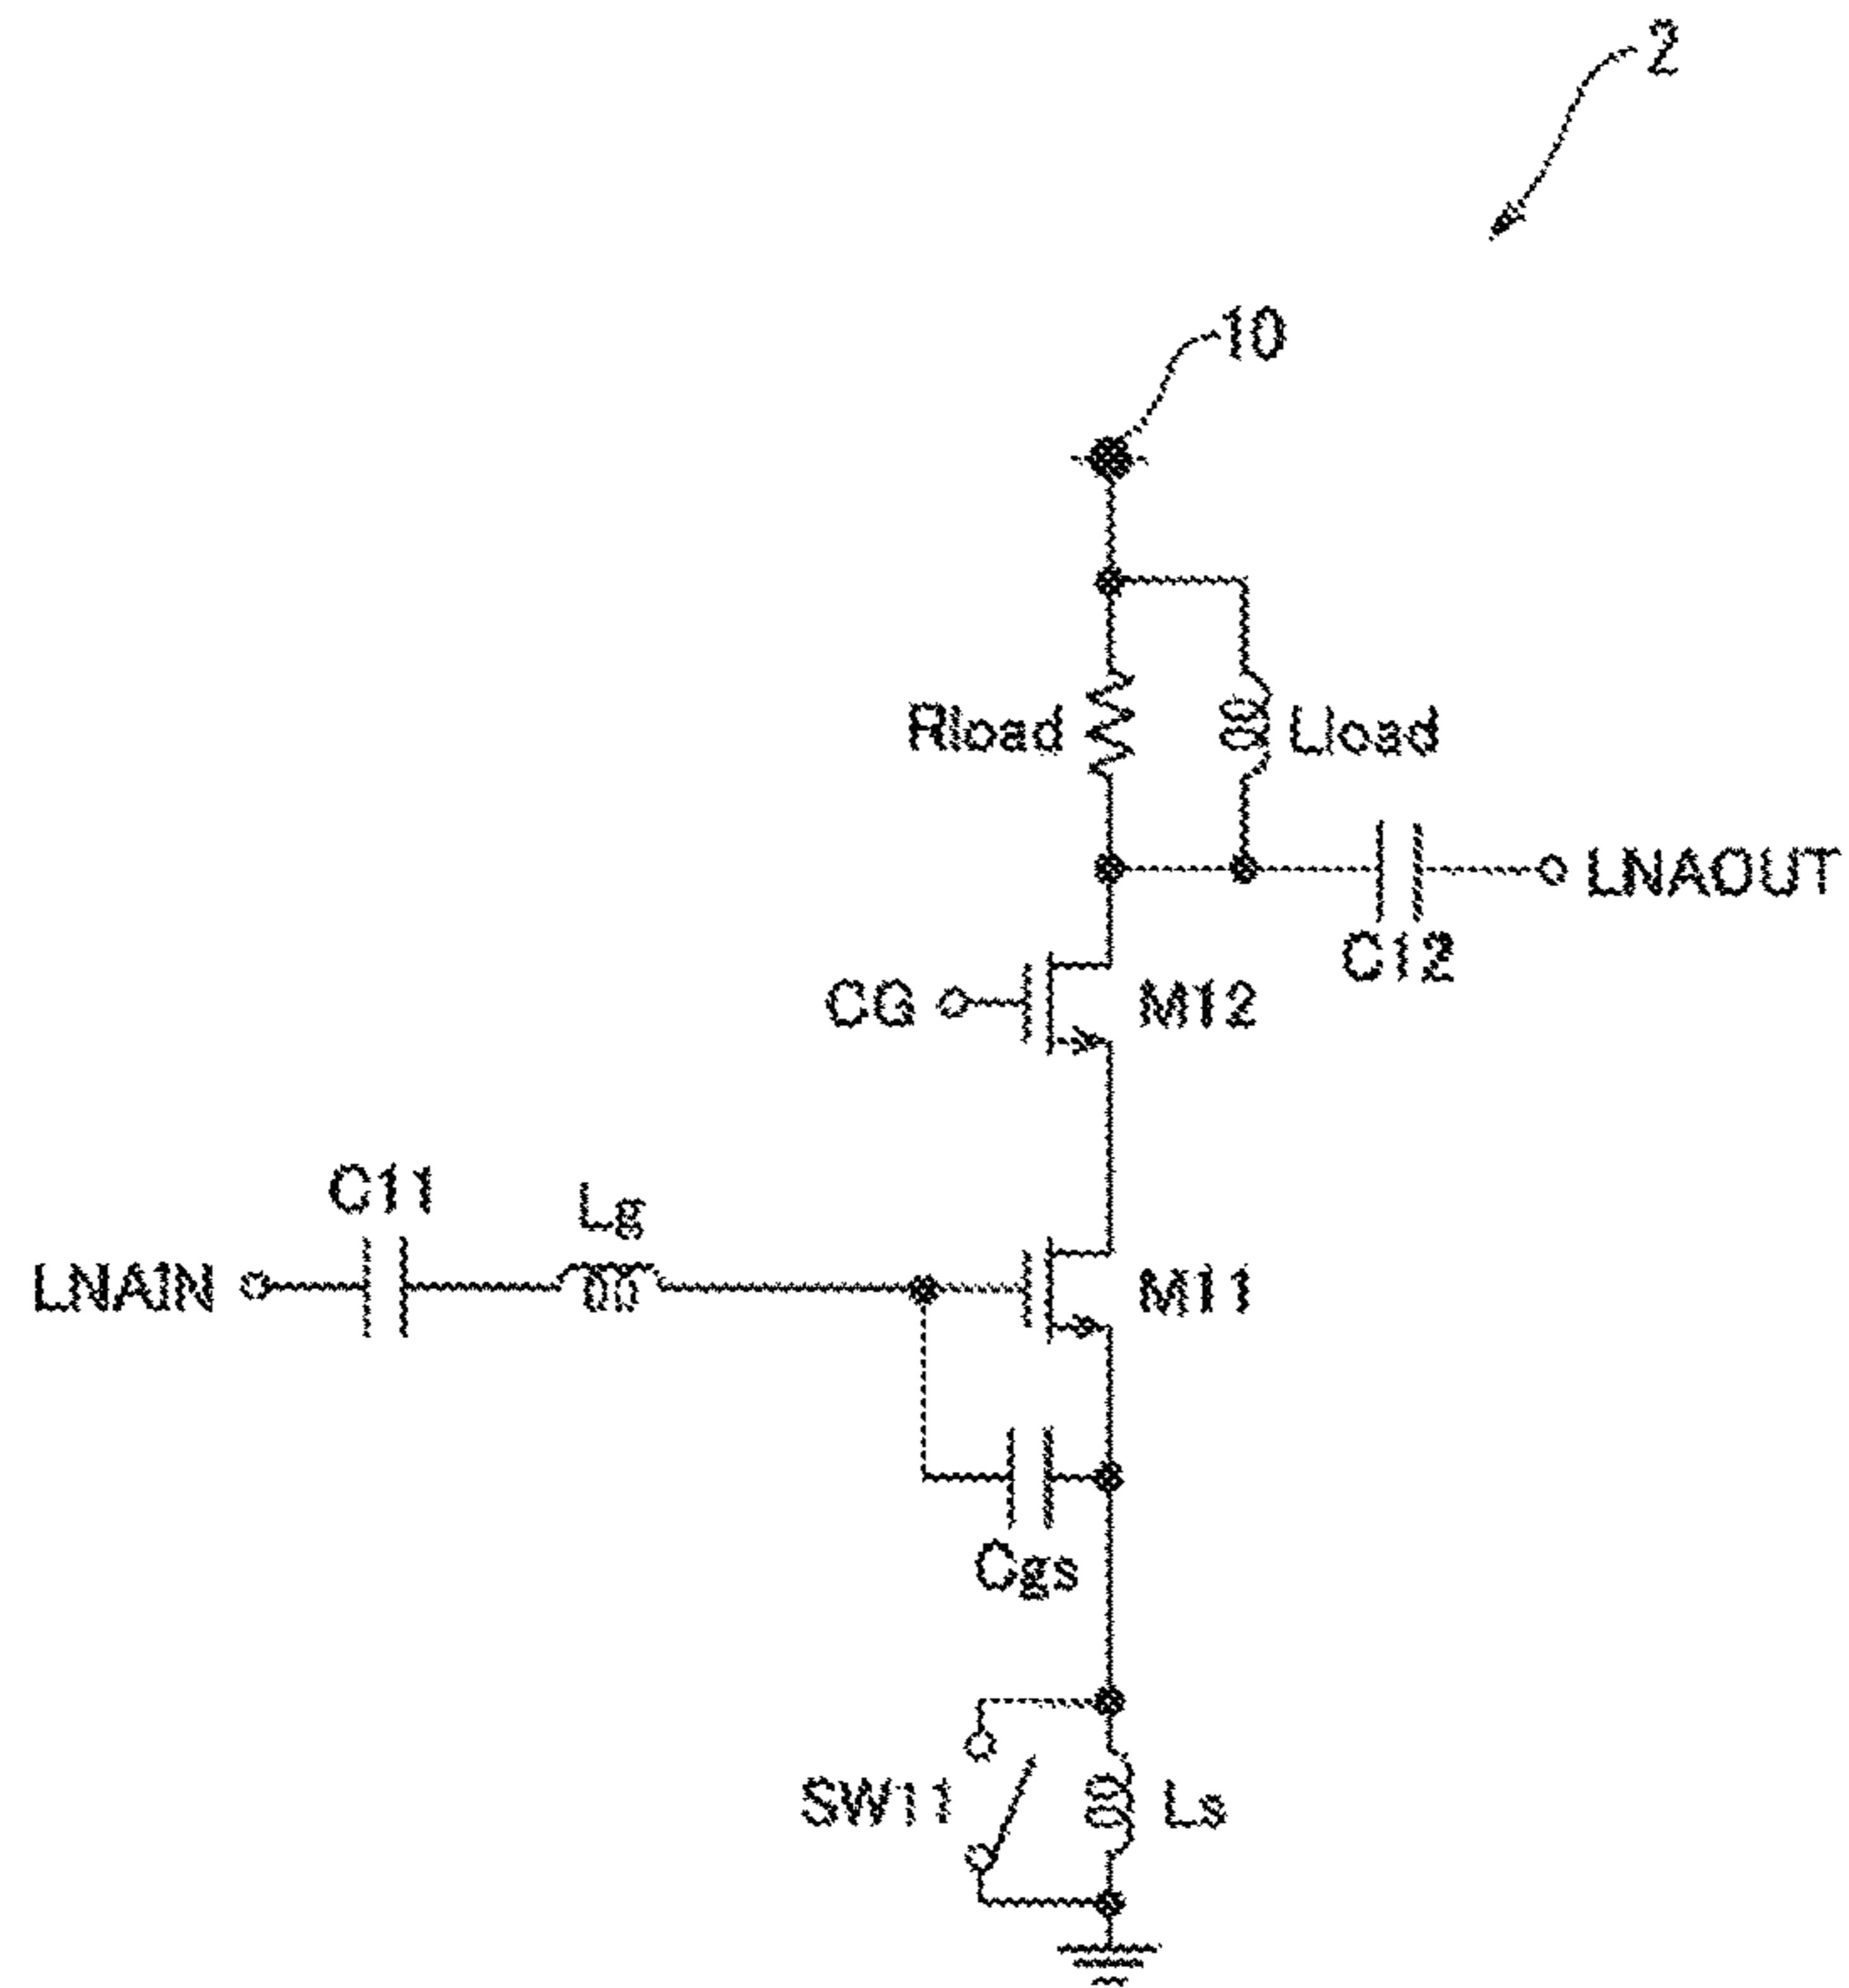 2
10
Rload
Lload
LNAOUT
C12
CG
M12
C11
Lg
LNAIN
M11
Cgs
SW11
Ls